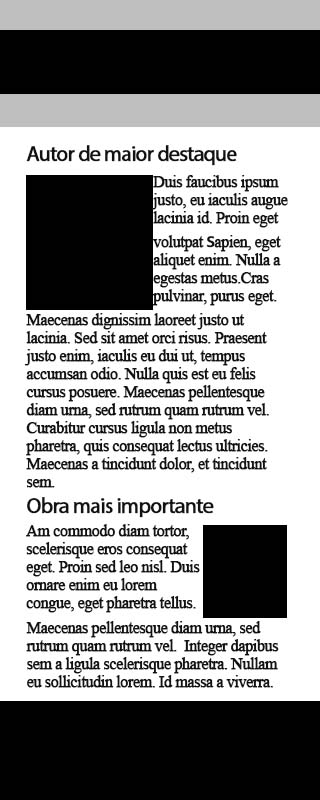 Autor de maior destaque
Duis faucibus ipsum
justo, eu iaculis augue
lacinia id. Proin eget
volutpat Sapien, eget
aliquet enim. Nulla a
egestas metus.Cras
pulvinar, purus eget.
Maecenas dignissim laoreet justo ut
lacinia. Sed sit amet orci risus. Praesent
justo enim, iaculis eu dui ut, tempus
accumsan odio. Nulla quis est eu felis
cursus posuere. Maecenas pellentesque
diam urna, sed rutrum quam rutrum vel.
Curabitur cursus ligula non metus
pharetra, quis consequat lectus ultricies.
Maecenas a tincidunt dolor, et tincidunt
sem.
Obra mais importante
Am commodo diam tortor,
scelerisque eros consequat
eget. Proin sed leo nisl. Duis
ornare enim eu lorem
congue, eget pharetra tellus.
Maecenas pellentesque diam urna, sed
rutrum quam rutrum vel.  Integer dapibus
sem a ligula scelerisque pharetra. Nullam
eu sollicitudin lorem. Id massa a viverra.